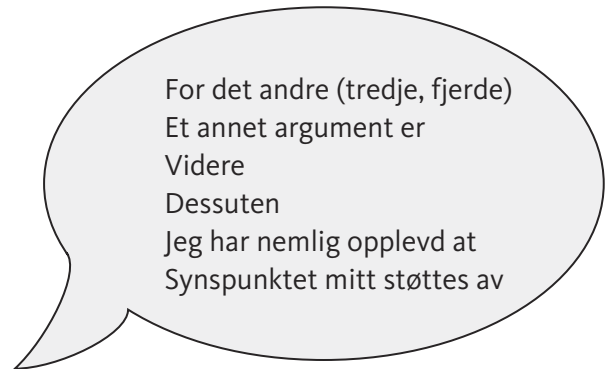 For det andre (tredje, fjerde)
Et annet argument er
Videre
Dessuten
Jeg har nemlig opplevd at
Synspunktet mitt støttes av